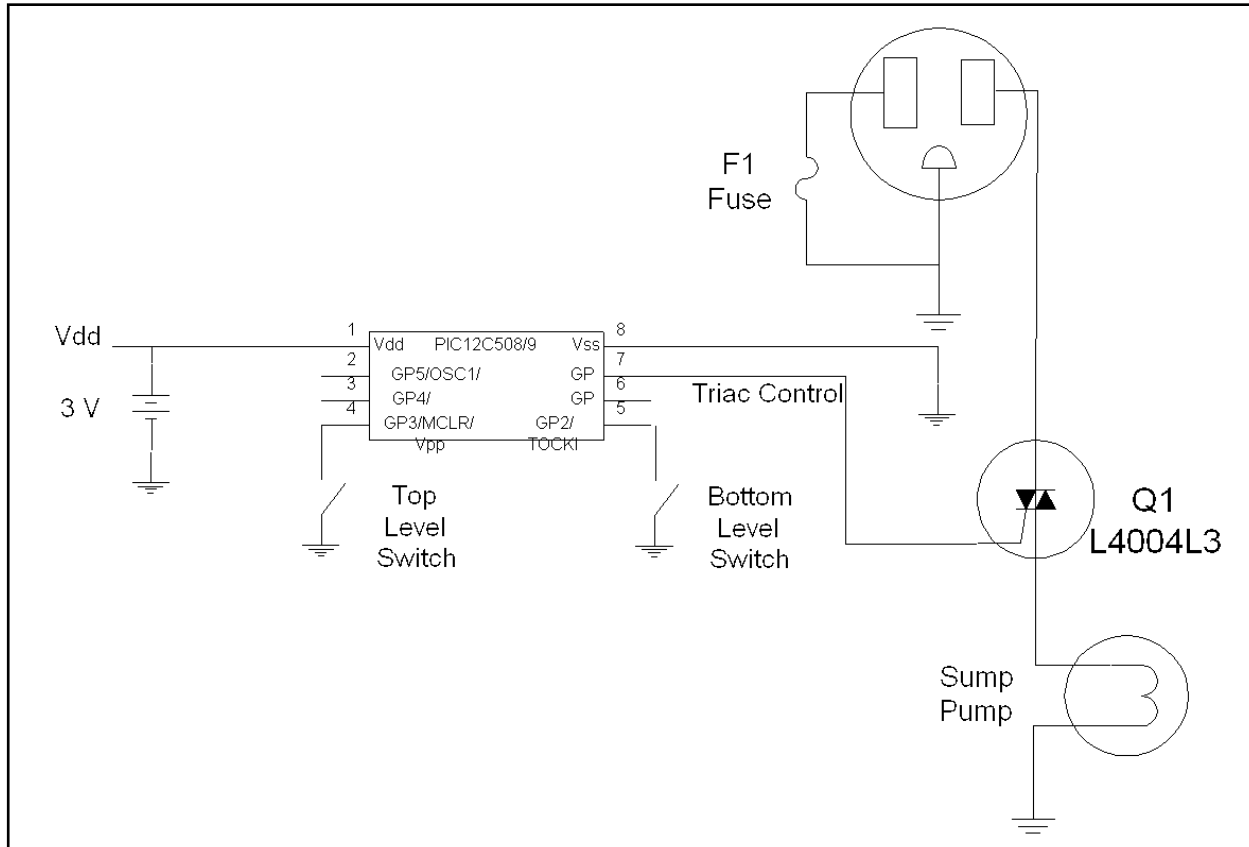 F1
Fuse
Vdd
3 V
1
2
3
4
Vdd
PIC12C508/9
Vss
GP5/OSC1/
GP
GP4/
GP
GP3/MCLR/
Vpp
GP2/
TOCKI
8
7
6
5
Triac Control
Top
Level
Switch
Bottom
Level
Switch
Q1
L4004L3
Sump
Pump